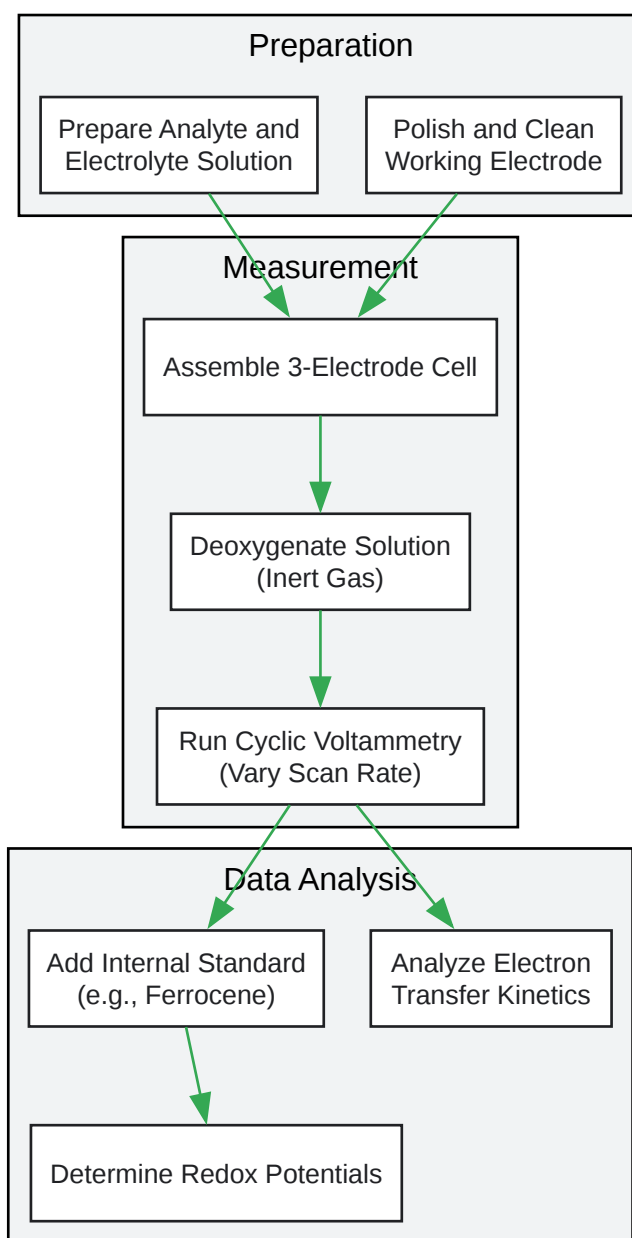 Preparation
Prepare Analyte and
Electrolyte Solution
Polish and Clean
Working Electrode
Measurement
Assemble 3-Electrode Cell
Deoxygenate Solution
(Inert Gas)
Run Cyclic Voltammetry
(Vary Scan Rate)
Data Analysis
Add Internal Standard
(e.g., Ferrocene)
Analyze Electron
Transfer Kinetics
Determine Redox Potentials